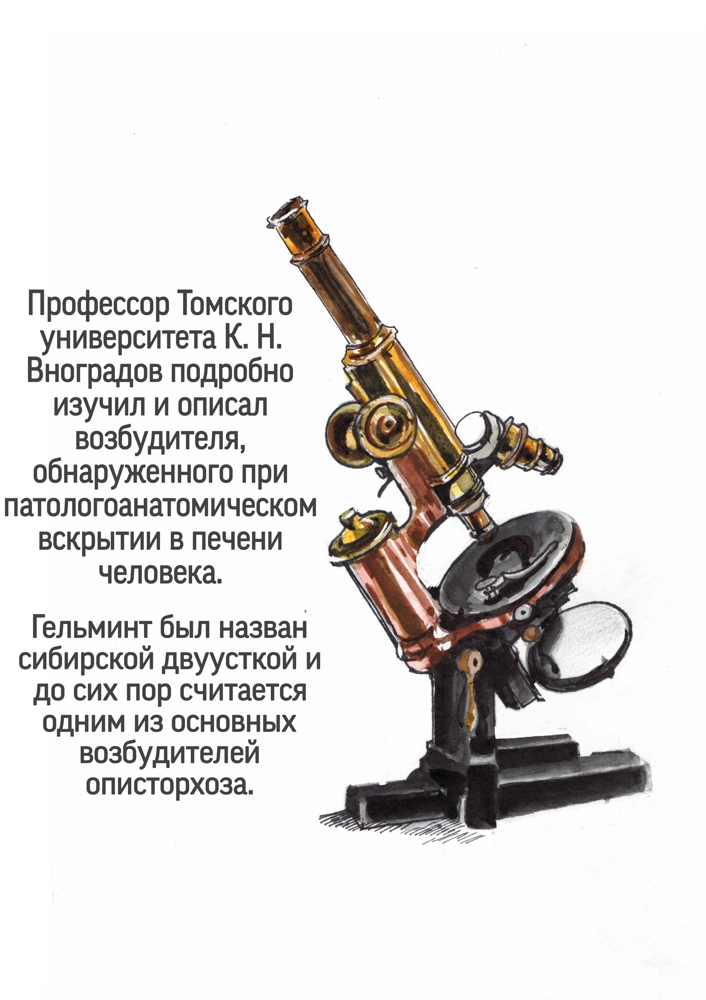 Профессор Томского
университета К. Н.
Вноградов подробно
изучил и описал
возбудителя,
обнаруженного при
патологоанатомическом
вскрытии в печени
человека.
Гельминт был назван
сибирской двуусткой и
до сих пор считается
одним из основных
возбудителей
описторхоза.